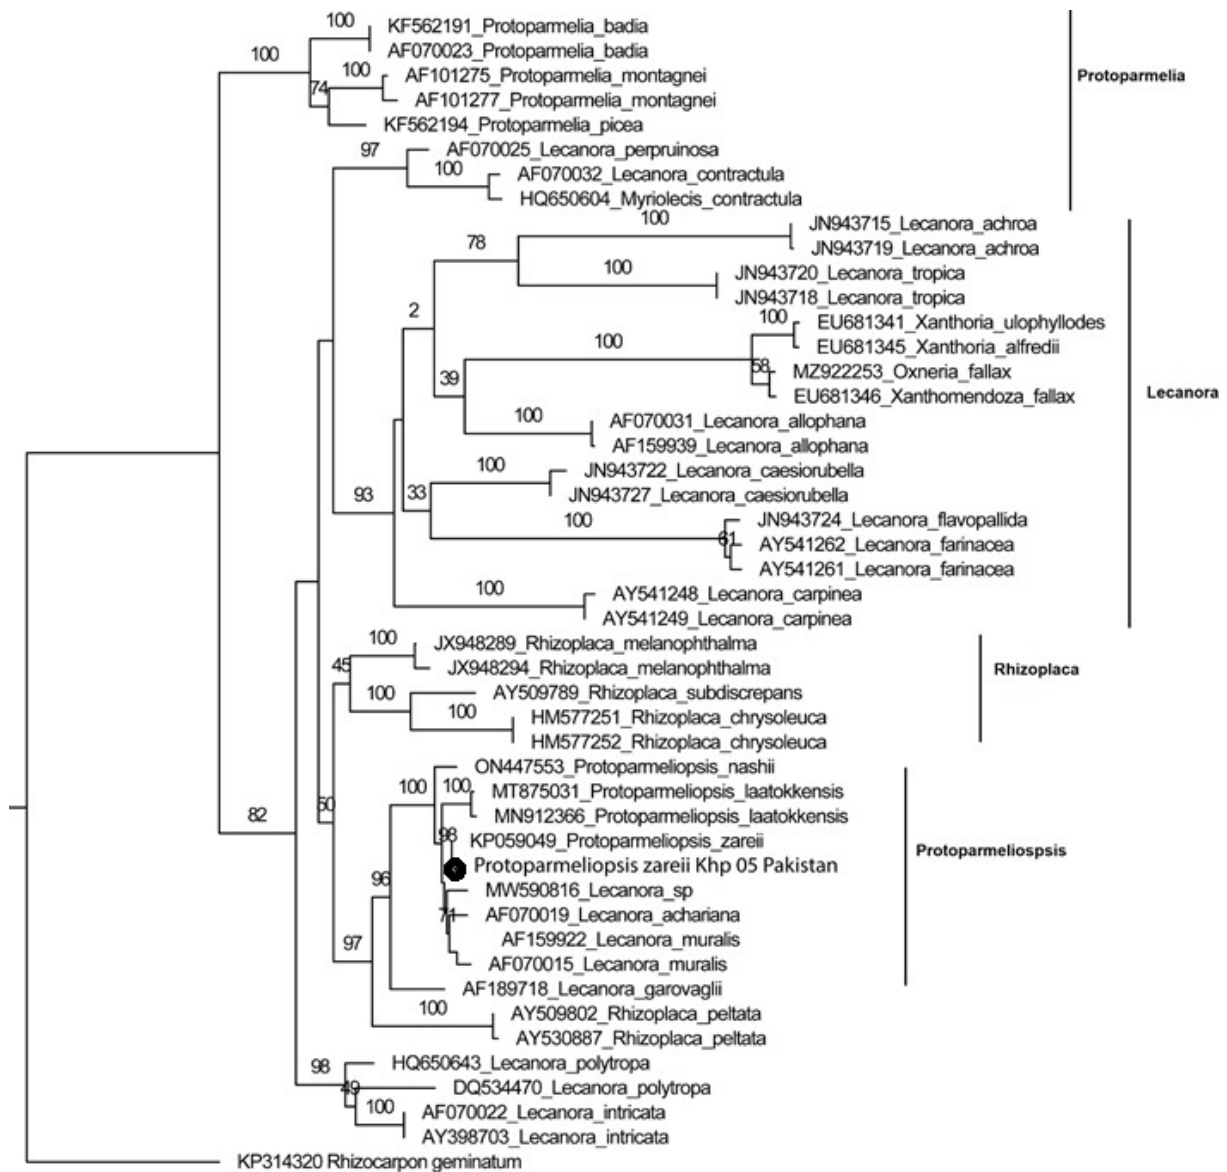 100
KF562191_Protoparmelia_badia
100
AF070023_Protoparmelia_badia
100
AF101275_Protoparmelia_montagnei
Protoparmelia
74
AF101277_Protoparmelia_montagnei
KF562194_Protoparmelia_picea
97
AF070025_Lecanora_perpruinosa
100
AF070032_Lecanora_contractula
HQ650604_Myriolecis_contractula
100
JN943715_Lecanora_achroa
78
JN943719_Lecanora_achroa
100
JN943720_Lecanora_tropica
JN943718_Lecanora_tropica
2
100
EU681341_Xanthoria_ulophyllodes
100
EU681345_Xanthoria_alfredii
58
MZ922253_Oxneria_fallax
39
EU681346_Xanthomendoza_fallax
Lecanora
100
AF070031_Lecanora_allophana
AF159939_Lecanora_allophana
100
JN943722_Lecanora_caesiorubella
93
33
JN943727_Lecanora_caesiorubella
100
JN943724_Lecanora_flavopallida
61
AY541262_Lecanora_farinacea
AY541261_Lecanora_farinacea
100
AY541248_Lecanora_carpinea
AY541249_Lecanora_carpinea
100
JX948289_Rhizoplaca_melanophthalma
45
JX948294_Rhizoplaca_melanophthalma
Rhizoplaca
100
AY509789_Rhizoplaca_subdiscrepans
100
HM577251_Rhizoplaca_chrysoleuca
HM577252_Rhizoplaca_chrysoleuca
ON447553_Protoparmeliopsis_nashii
100
100
MT875031_Protoparmeliopsis_laatokkensis
50
82
MN912366_Protoparmeliopsis_laatokkensis
98
KP059049_Protoparmeliopsis_zareii
Protoparmeliospsis
Protoparmeliopsis zareii Khp 05 Pakistan
96
MW590816_Lecanora_sp
71
AF070019_Lecanora_achariana
97
AF159922_Lecanora_muralis
AF070015_Lecanora_muralis
AF189718_Lecanora_garovaglii
100
AY509802_Rhizoplaca_peltata
AY530887_Rhizoplaca_peltata
98
HQ650643_Lecanora_polytropa
49
DQ534470_Lecanora_polytropa
100
AF070022_Lecanora_intricata
AY398703_Lecanora_intricata
KP314320 Rhizocarpon geminatum